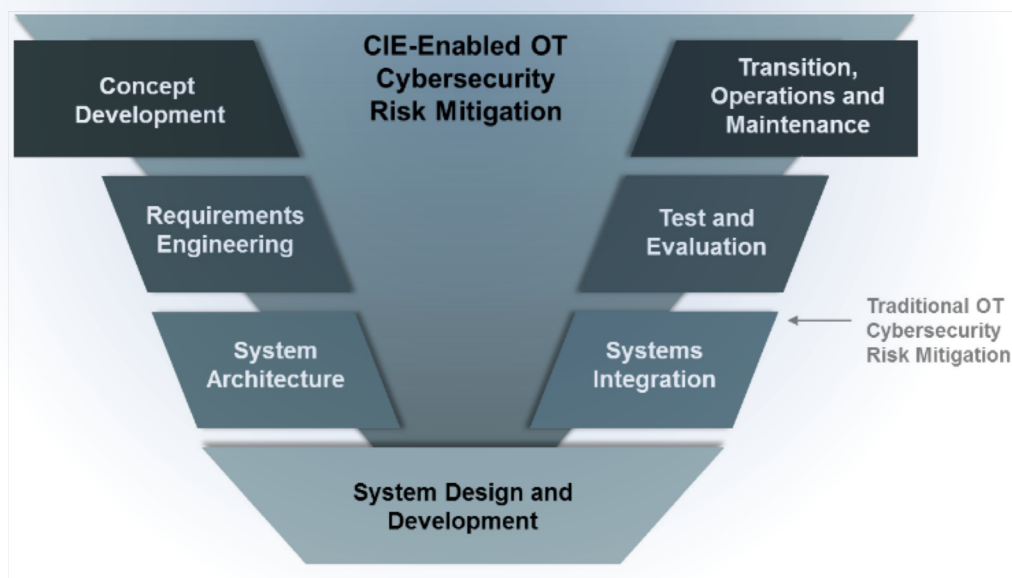 CIE-Enabled OT
Cybersecurity
Risk Mitigation
Concept
Development
Transition,
Operations and
Maintenance
Requirements
Engineering
Test and
Evaluation
System
Architecture
Systems
Integration
Traditional OT
Cybersecurity
Risk Mitigation
System Design and
Development